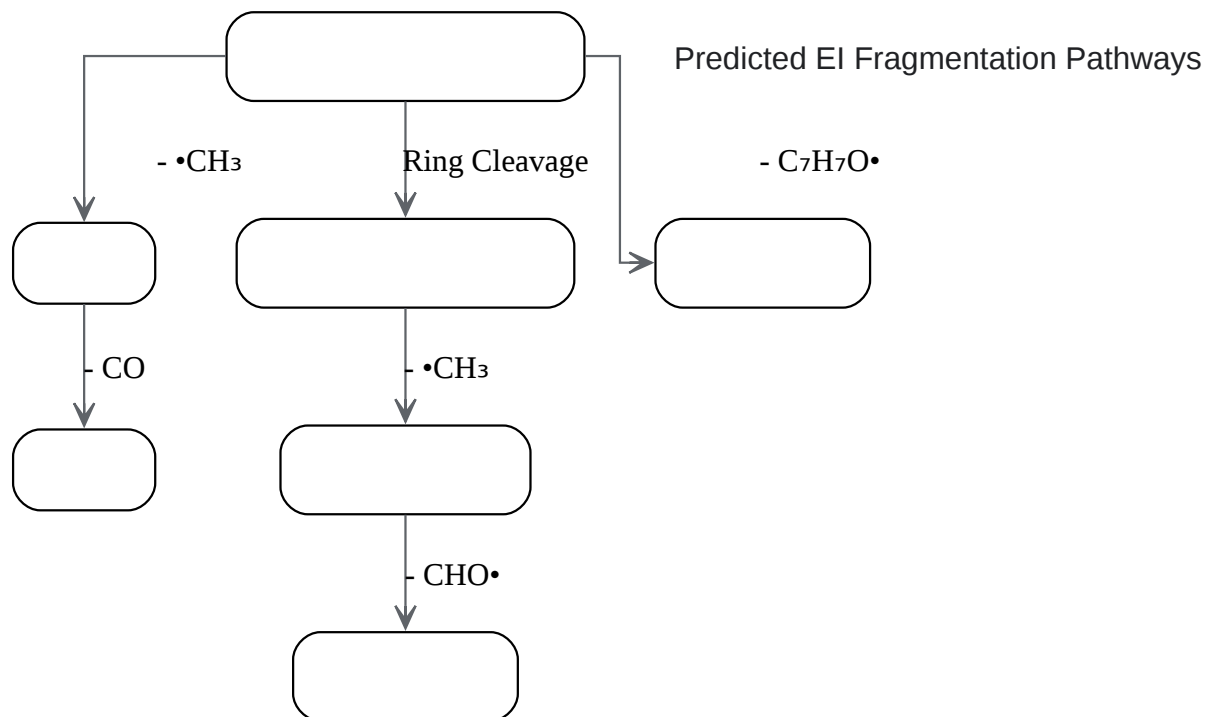 Predicted EI Fragmentation Pathways
- •CH₃
Ring Cleavage
- C₇H₇O•
- CO
- •CH₃
- CHO•